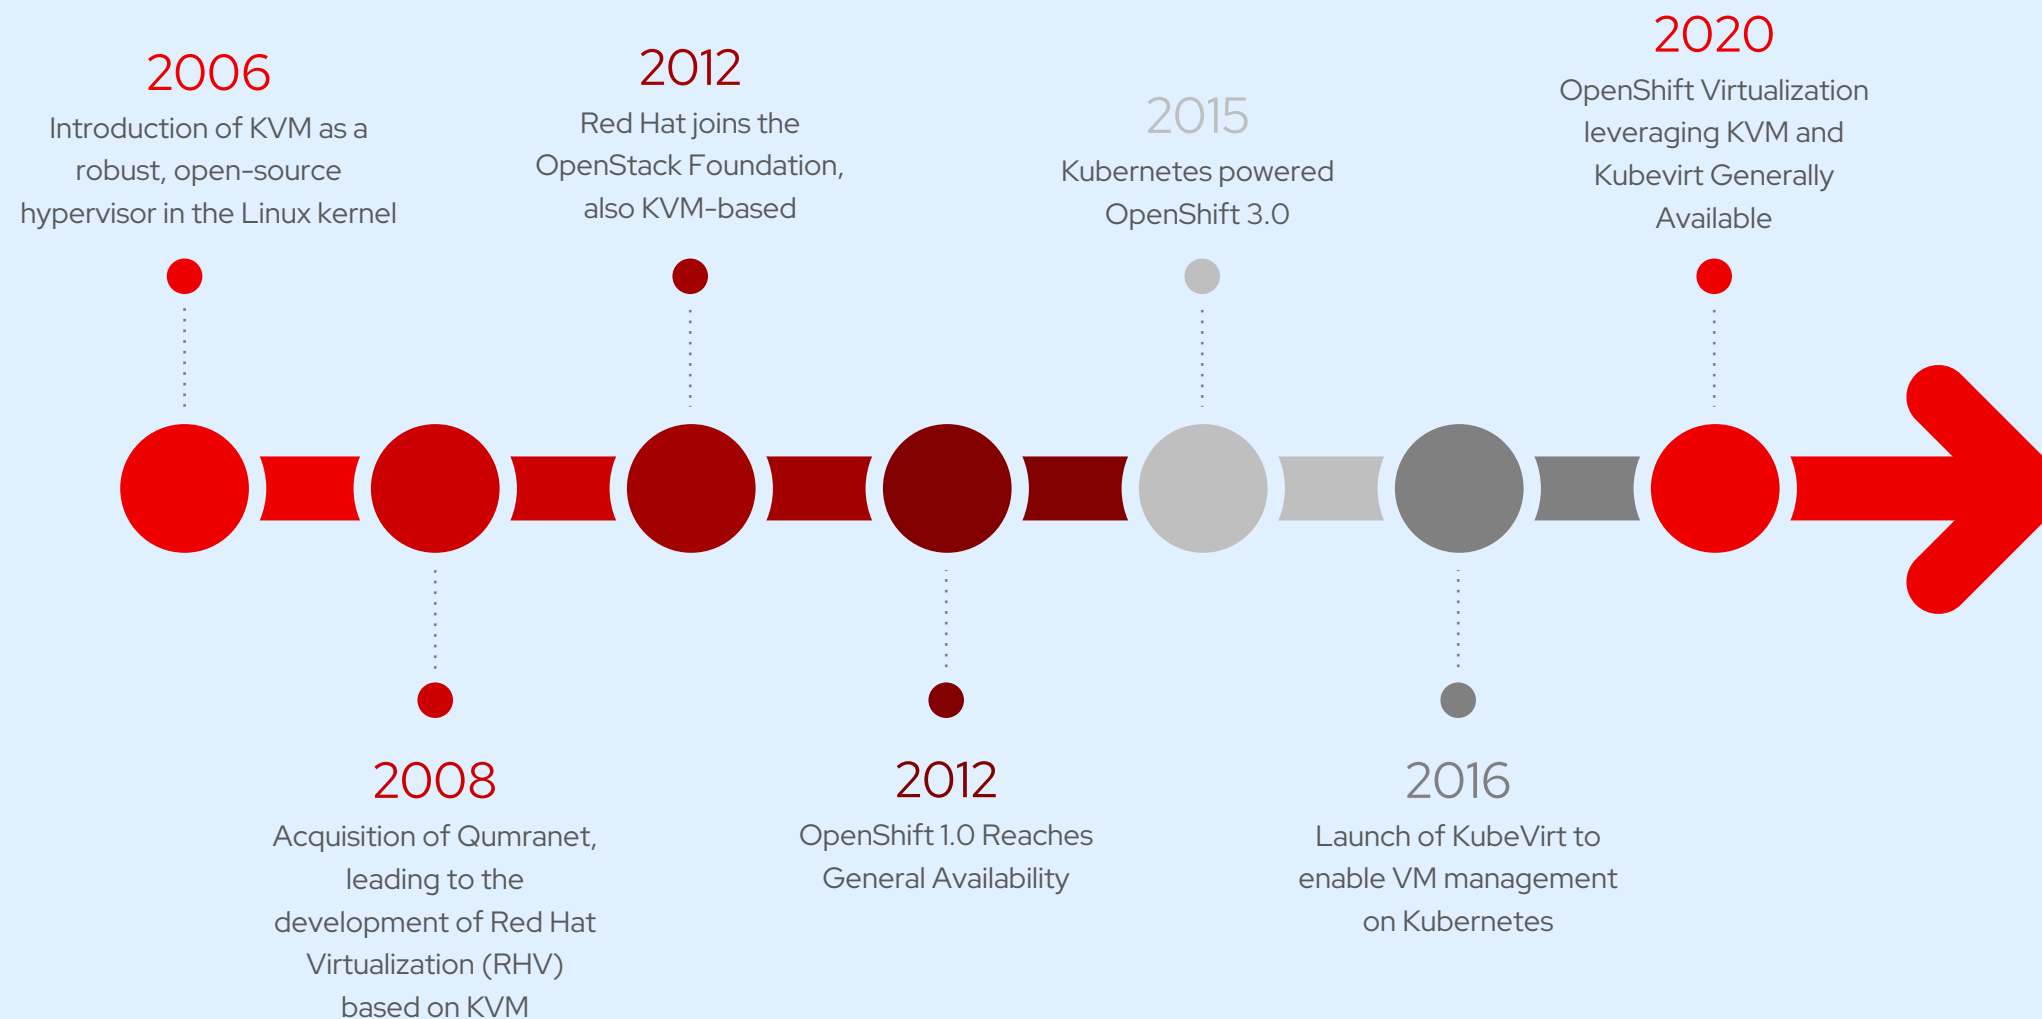 2006
Introduction of KVM as a
robust, open-source
hypervisor in the Linux kernel
2008
Acquisition of Qumranet,
leading to the
development of Red Hat
Virtualization (RHV)
based on KVM
2012
Red Hat joins the
OpenStack Foundation,
also KVM-based
2012
OpenShift 1.0 Reaches
General Availability
2015
Kubernetes powered
OpenShift 3.0
2016
Launch of KubeVirt to
enable VM management
on Kubernetes
2020
OpenShift Virtualization
leveraging KVM and
Kubevirt Generally
Available